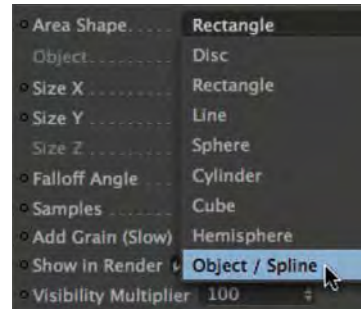 Area Shape..... Rectangle
Object........... Disc
Size X ........... Rectangle
Size Y ........... Line
Size Z ........... Sphere
Falloff Angle .... Cylinder
Samples ......... Cube
Add Grain (Slow) Hemisphere
Show in Render Object / Spline
Visibility Multiplier 100